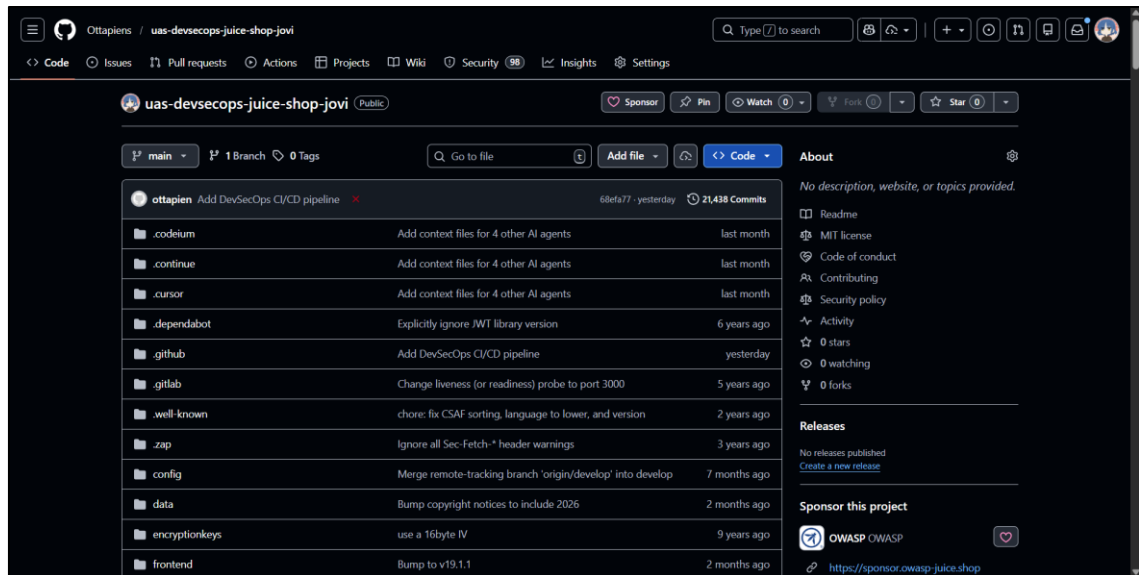 Ottapiens / uas-devsecops-juice-shop-jovi
Type / to search
Code Issues Pull requests Actions Projects Wiki Security 98 Insights Settings
uas-devsecops-juice-shop-jovi Public
Sponsor Pin Watch 0 Fork 0 Star 0
main 1 Branch 0 Tags Go to file t Add file Code
ottapien Add DevSecOps CI/CD pipeline 68efa77 · yesterday 21,438 Commits
.codeium Add context files for 4 other AI agents last month
.continue Add context files for 4 other AI agents last month
.cursor Add context files for 4 other AI agents last month
.dependabot Explicitly ignore JWT library version 6 years ago
.github Add DevSecOps CI/CD pipeline yesterday
.gitlab Change liveness (or readiness) probe to port 3000 5 years ago
.well-known chore: fix CSAF sorting, language to lower, and version 2 years ago
.zap Ignore all Sec-Fetch-* header warnings 3 years ago
config Merge remote-tracking branch 'origin/develop' into develop 7 months ago
data Bump copyright notices to include 2026 2 months ago
encryptionkeys use a 16byte IV 9 years ago
frontend Bump to v19.1.1 2 months ago
About
No description, website, or topics provided.
Readme
MIT license
Code of conduct
Contributing
Security policy
Activity
0 stars
0 watching
0 forks
Releases
No releases published
Create a new release
Sponsor this project
OWASP OWASP
https://sponsor.owasp-juice.shop